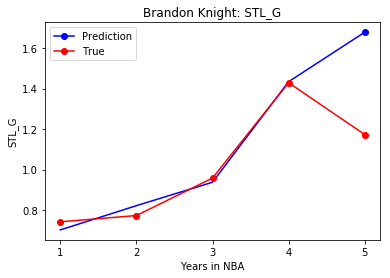 Brandon Knight: STL_G
Prediction
True
STL_G
1.6
1.4
1.2
1.0
0.8
1 2 3 4 5
Years in NBA